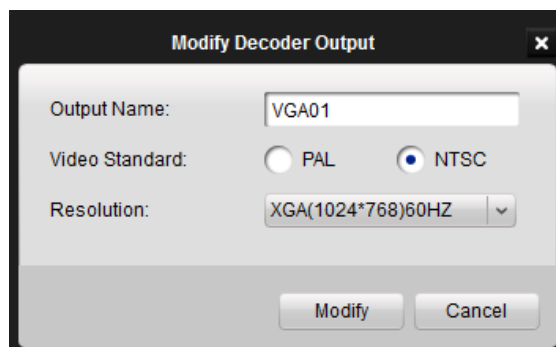 Modify Decoder Output
Output Name: VGA01
Video Standard: PAL NTSC
Resolution: XGA(1024*768)60HZ
Modify Cancel